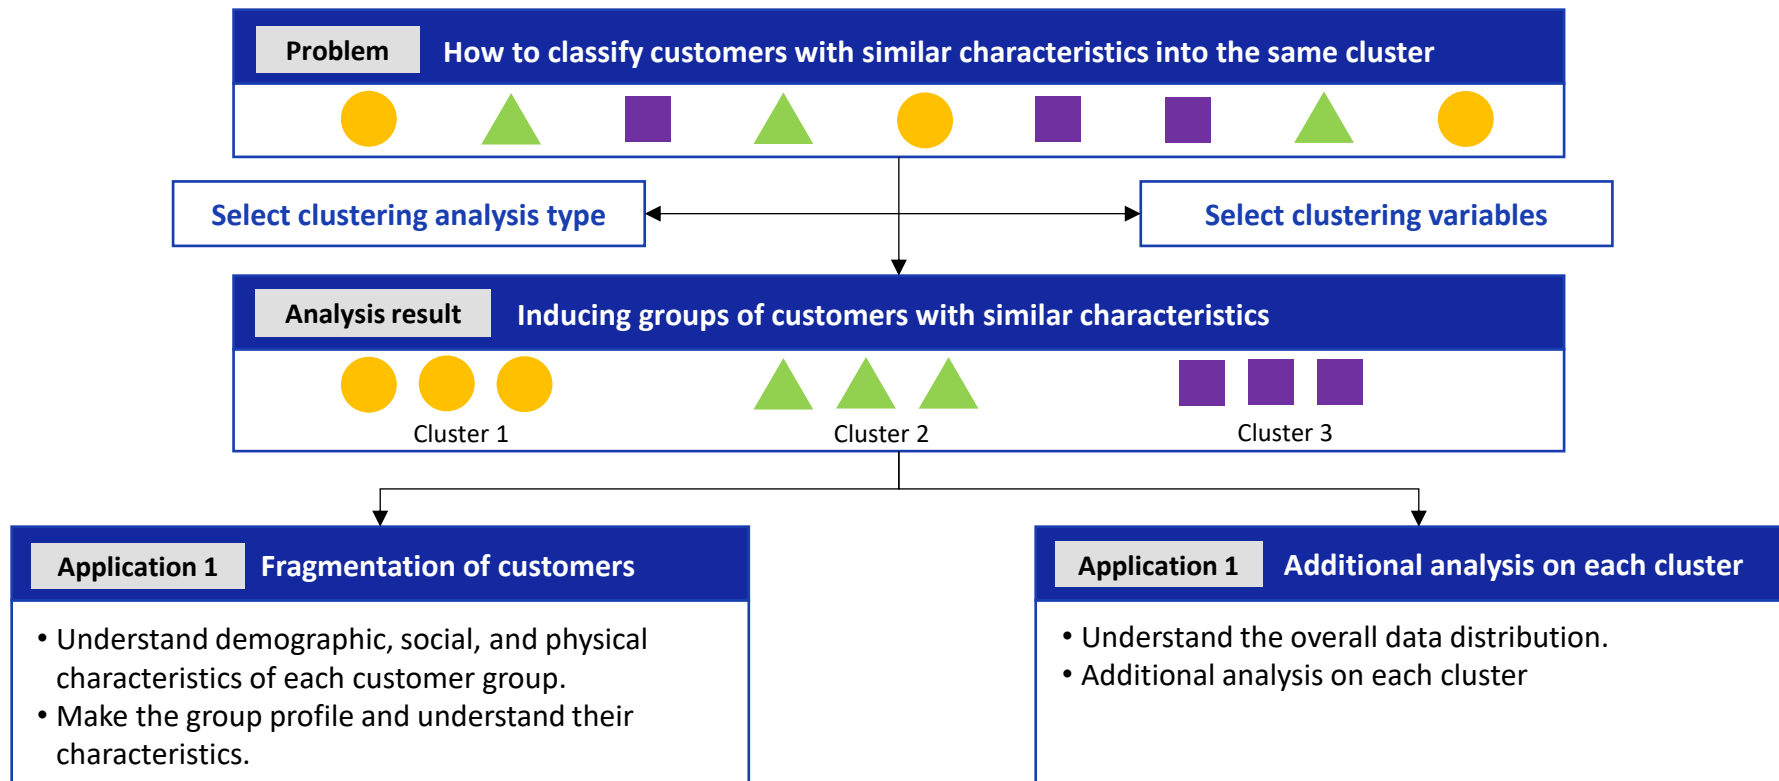 Problem How to classify customers with similar characteristics into the same cluster
Select clustering analysis type
Select clustering variables
Analysis result Inducing groups of customers with similar characteristics
Cluster 1
Cluster 2
Cluster 3
Application 1 Fragmentation of customers
• Understand demographic, social, and physical
characteristics of each customer group.
• Make the group profile and understand their
characteristics.
Application 1 Additional analysis on each cluster
• Understand the overall data distribution.
• Additional analysis on each cluster